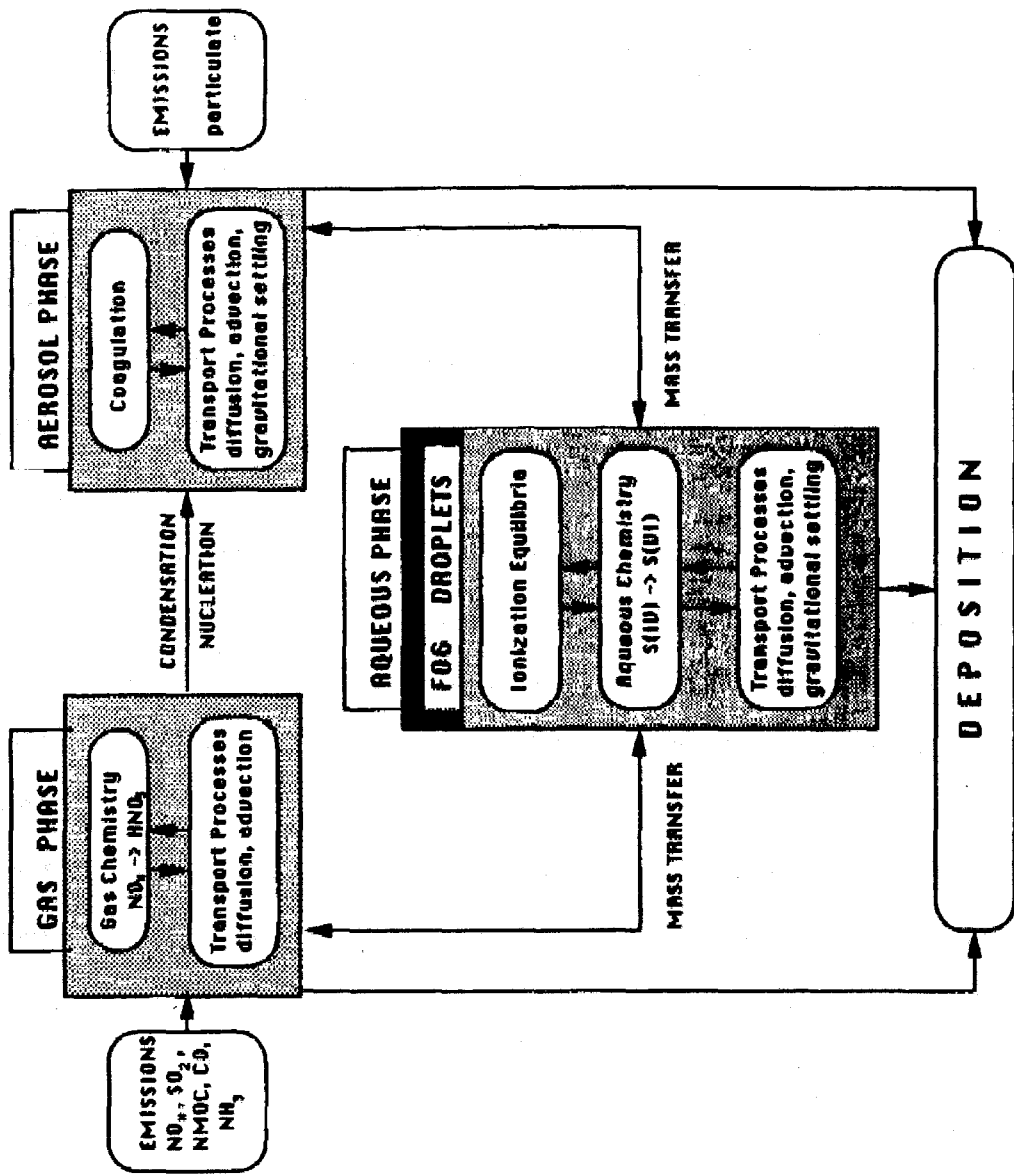 EMISSIONS
NOx, SO2,
NMOC, CO,
NH3
GAS PHASE
Gas Chemistry
NOx -> HNO3
Transport Processes
diffusion, advection
CONDENSATION
NUCLEATION
AEROSOL PHASE
Coagulation
Transport Processes
diffusion, advection,
gravitational settling
EMISSIONS
particulate
MASS TRANSFER
AQUEOUS PHASE
FOG DROPLETS
Ionization Equilibria
Aqueous Chemistry
S(IV) -> S(VI)
Transport Processes
diffusion, advection,
gravitational settling
MASS TRANSFER
DEPOSITION